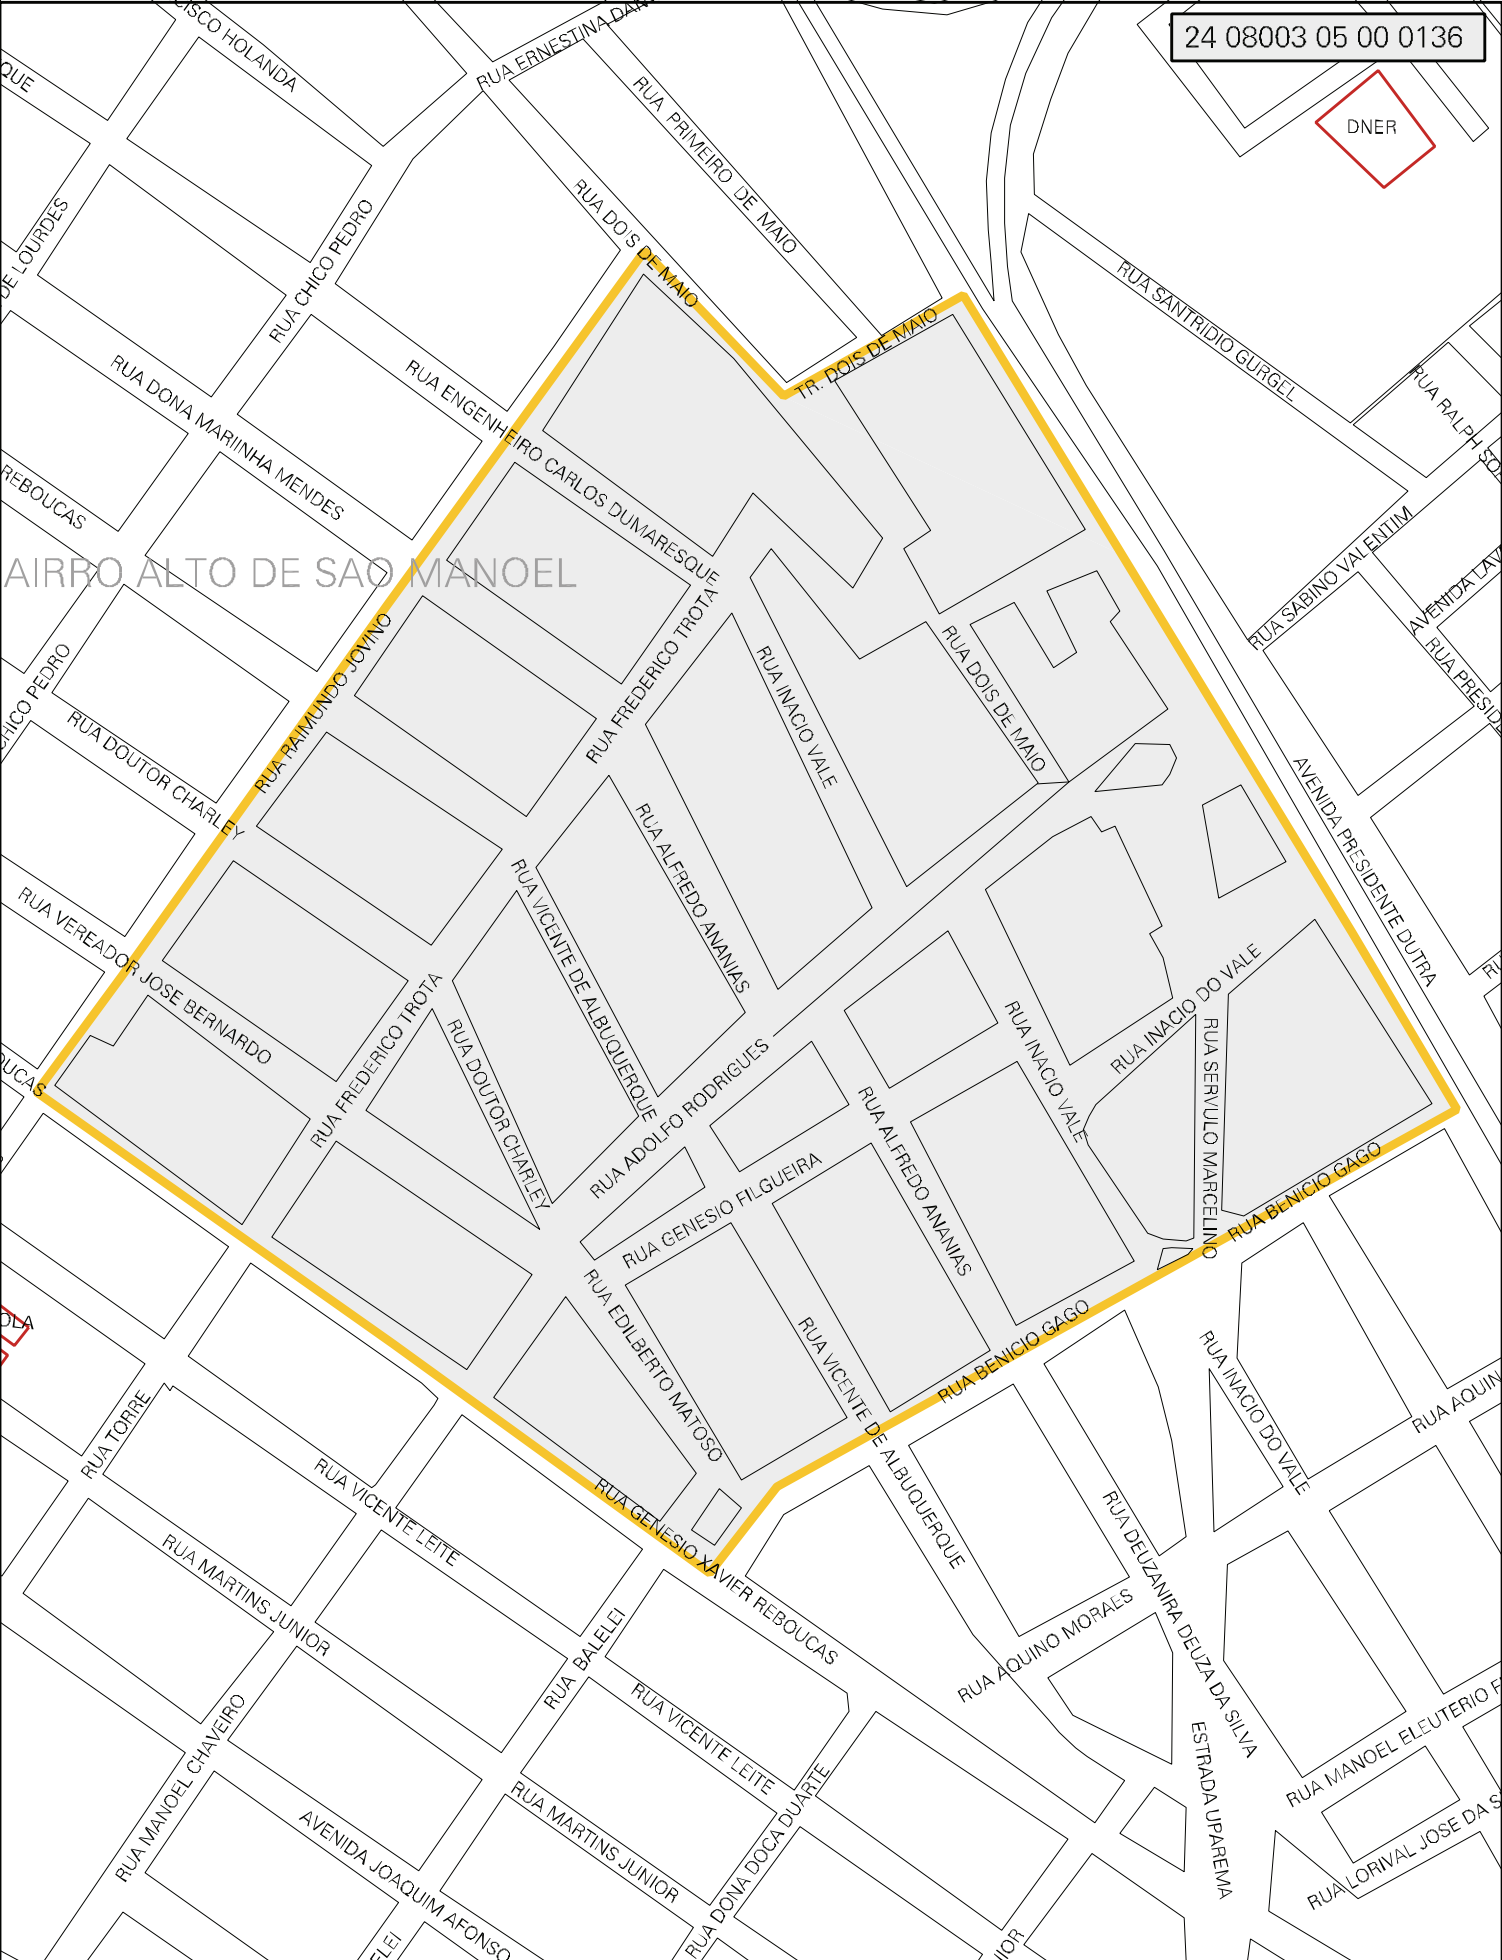 24 08003 05 00 0136
DNER
RUA ERNESTINA DAN
CISCO HOLANDA
QUE
RUA PRIMEIRO DE MAIO
RUA DOIS DE MAIO
DE LOURDES
RUA CHICO PEDRO
TR. DOIS DE MAIO
RUA SANTRIDIO GURGEL
RUA RALPH SOA
RUA DONA MARIINHA MENDES
RUA ENGENHEIRO CARLOS DUMARESQUE
REBOUCAS
AIRRO ALTO DE SAO MANOEL
RUA SABINO VALENTIM
AVENIDA LAV
RUA PRESID
RUA RAIMUNDO JOVINO
RUA FREDERICO TROTA
RUA INACIO VALE
RUA DOIS DE MAIO
CHICO PEDRO
RUA DOUTOR CHARLEY
AVENIDA PRESIDENTE DUTRA
RUA ALFREDO ANANIAS
RUA VICENTE DE ALBUQUERQUE
RUA VEREADOR JOSE BERNARDO
RUA FREDERICO TROTA
RUA DOUTOR CHARLEY
RUA ADOLFO RODRIGUES
RUA INACIO VALE
RUA INACIO DO VALE
RUA SERVULO MARCELINO
RU
OUCAS
RUA ALFREDO ANANIAS
RUA GENESIO FILGUEIRA
RUA BENICIO GAGO
RUA EDILBERTO MATOSO
RUA VICENTE DE ALBUQUERQUE
RUA BENICIO GAGO
OLA
RUA INACIO DO VALE
RUA AQUIN
RUA TORRE
RUA VICENTE LEITE
RUA GENESIO XAVIER REBOUCAS
RUA MARTINS JUNIOR
RUA DEUZANIRA DEUZA DA SILVA
RUA AQUINO MORAES
RUA BALELEI
RUA VICENTE LEITE
RUA MANOEL CHAVEIRO
ESTRADA UPAREMA
RUA MANOEL ELEUTERIO F
RUA MARTINS JUNIOR
RUA DONA DOCA DUARTE
AVENIDA JOAQUIM AFONSO
RUA LORIVAL JOSE DA S
ELEI
IOR